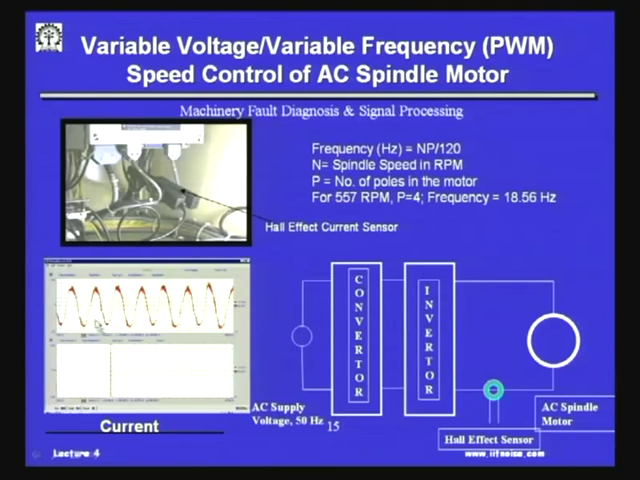 Variable Voltage/Variable Frequency (PWM)
Speed Control of AC Spindle Motor
Machinery Fault Diagnosis & Signal Processing
Frequency (Hz) = NP/120
N= Spindle Speed in RPM
P = No. of poles in the motor
For 557 RPM, P=4; Frequency = 18.56 Hz
Hall Effect Current Sensor
CONVERTOR
INVERTOR
AC Supply
Voltage, 50 Hz
15
AC Spindle
Motor
Current
Hall Effect Sensor
Lecture 4
www.iitnoise.com